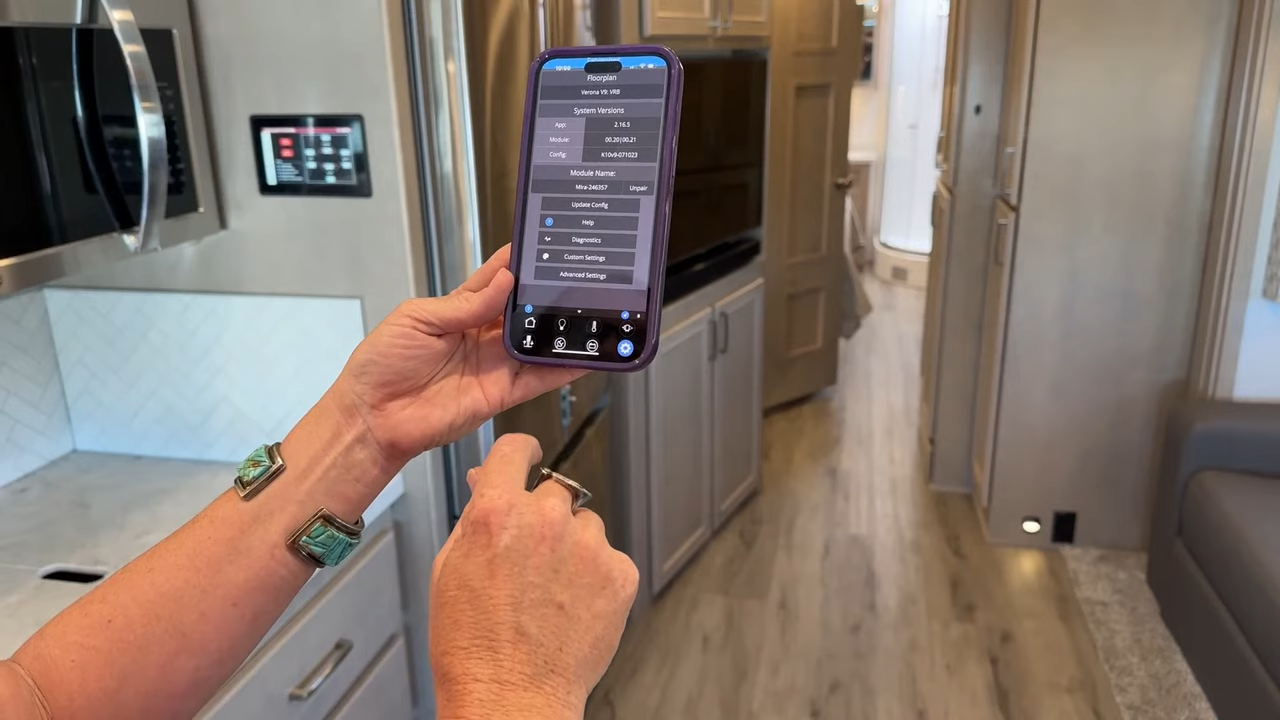 Floorplan
Verona V9: VRB
System Versions
App: 2.16.5
Module: 00.20|00.21
Config: K10v9-071023
Module Name:
Mira-246357 Unpair
Update Config
Help
Diagnostics
Custom Settings
Advanced Settings